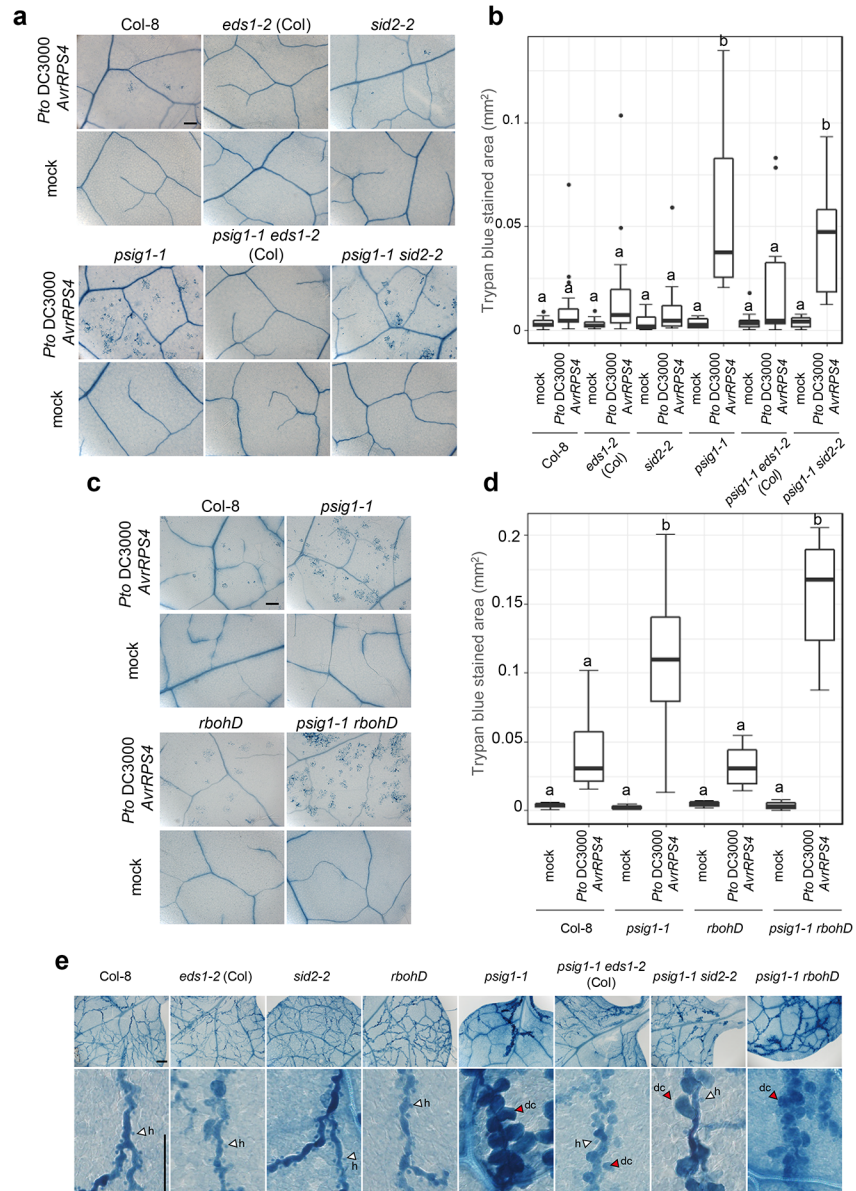 a
Col-8 eds1-2 (Col) sid2-2
Pto DC3000
AvrRPS4
mock
psig1-1 psig1-1 eds1-2
(Col) psig1-1 sid2-2
Pto DC3000
AvrRPS4
mock
b
Trypan blue stained area (mm²)
0.1
0.05
0
a a a a a a a b a a a b
mock Pto DC3000
AvrRPS4 mock Pto DC3000
AvrRPS4 mock Pto DC3000
AvrRPS4 mock Pto DC3000
AvrRPS4 mock Pto DC3000
AvrRPS4 mock Pto DC3000
AvrRPS4
Col-8 eds1-2
(Col) sid2-2 psig1-1 psig1-1 eds1-2
(Col) psig1-1 sid2-2
c
Col-8 psig1-1
Pto DC3000
AvrRPS4
mock
rbohD psig1-1 rbohD
Pto DC3000
AvrRPS4
mock
d
Trypan blue stained area (mm²)
0.2
0.15
0.1
0.05
0
a a a b a a a b
mock Pto DC3000
AvrRPS4 mock Pto DC3000
AvrRPS4 mock Pto DC3000
AvrRPS4 mock Pto DC3000
AvrRPS4
Col-8 psig1-1 rbohD psig1-1 rbohD
e
Col-8 eds1-2 (Col) sid2-2 rbohD psig1-1 psig1-1 eds1-2
(Col) psig1-1 sid2-2 psig1-1 rbohD
h h h h dc h dc dc h dc